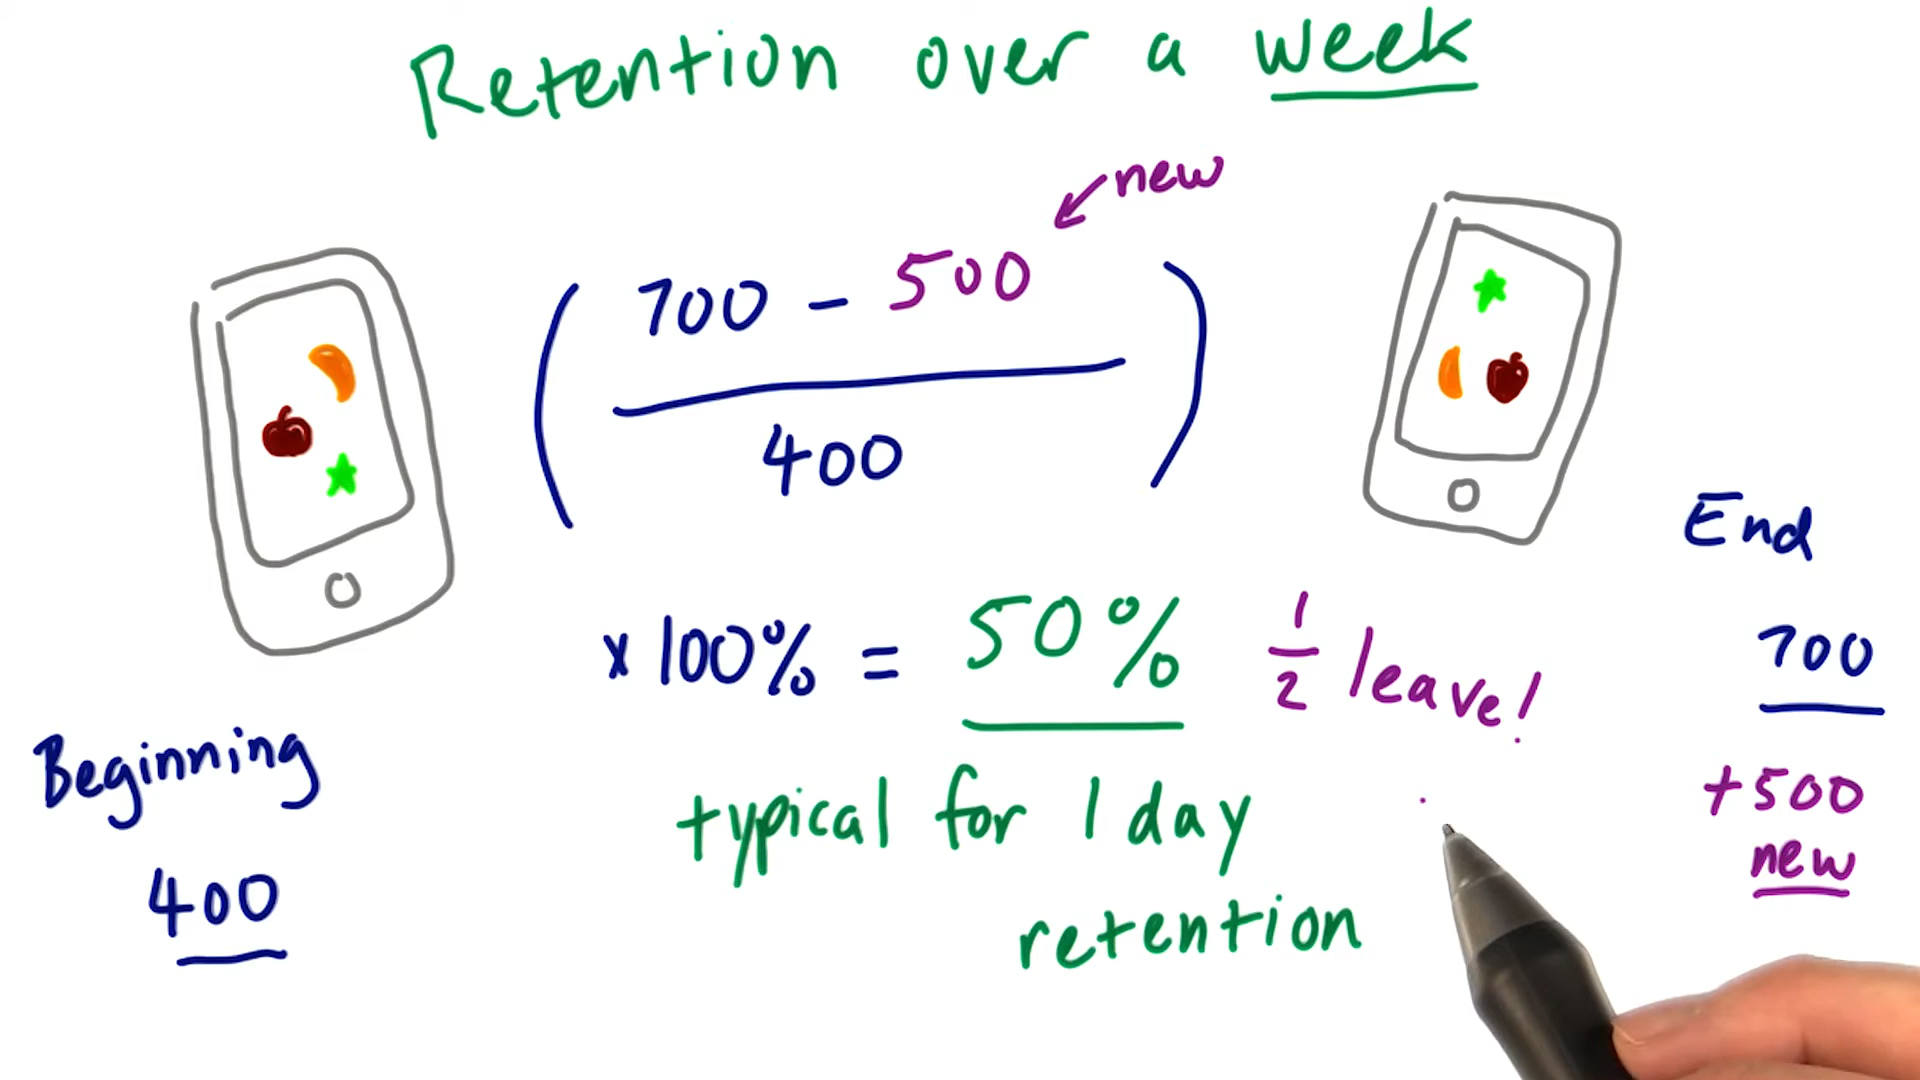 Retention over a week
new
( 700 - 500 )
400
x 100% = 50%
1/2 leave!
typical for 1 day
retention
Beginning
400
End
700
+500
new